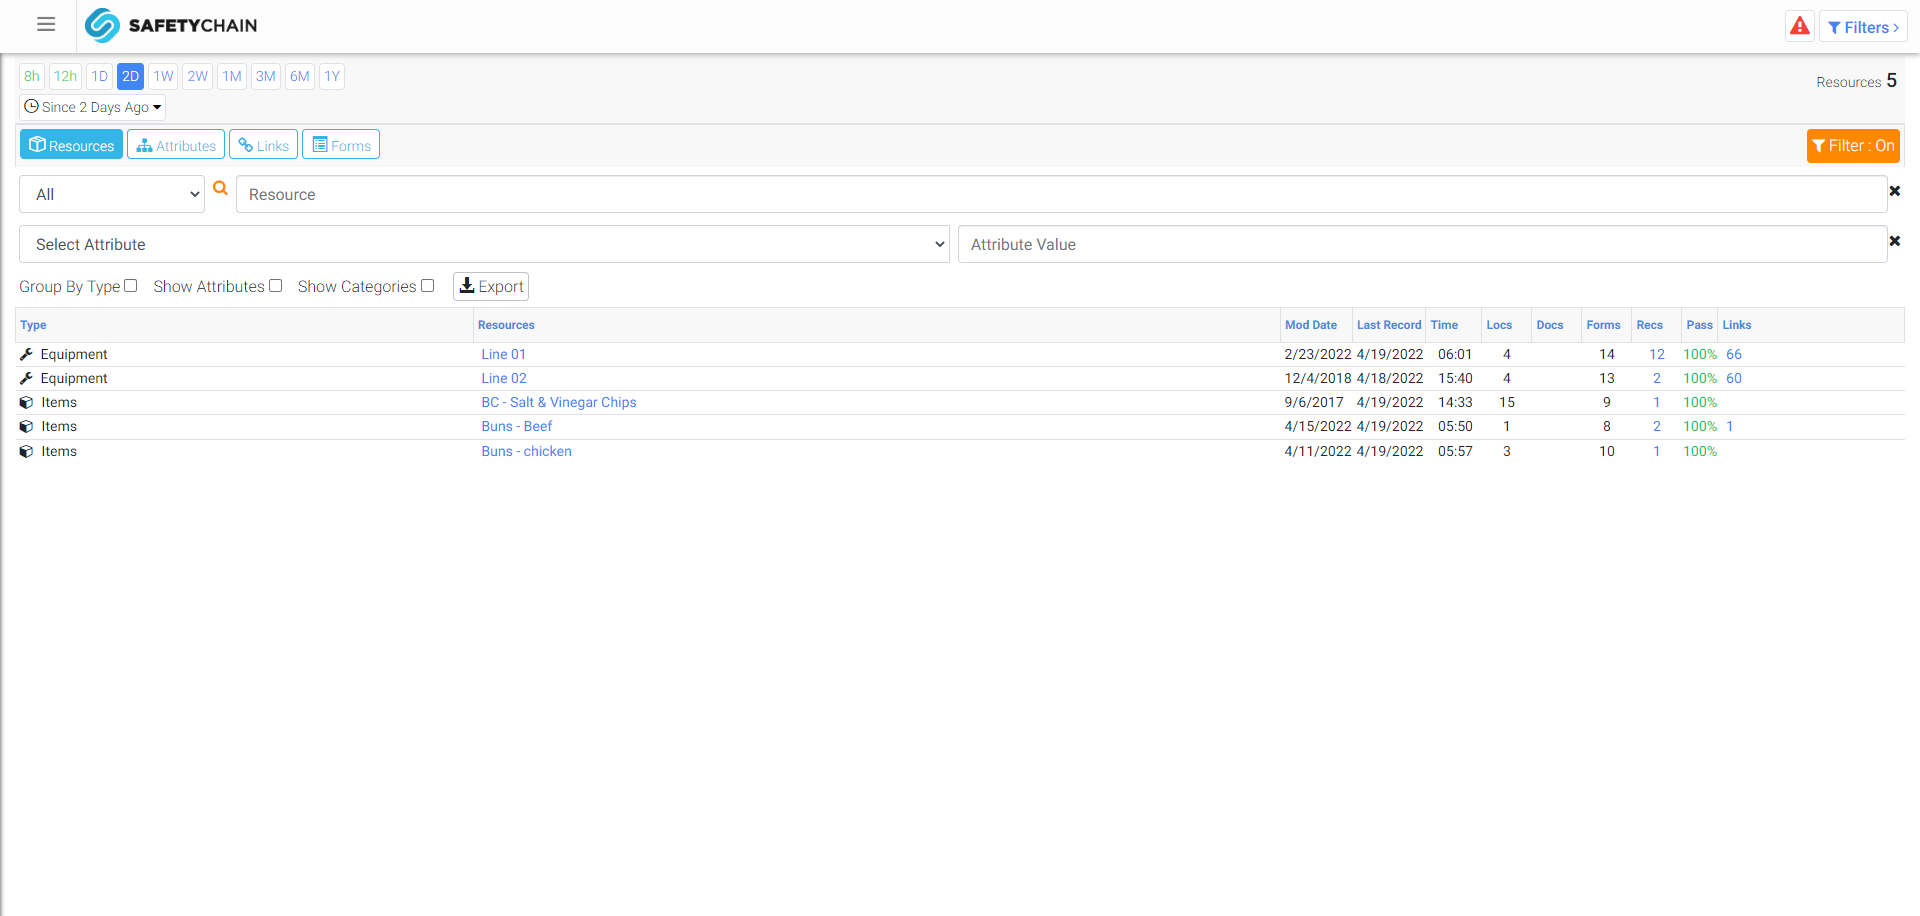 SAFETYCHAIN
Filters
8h 12h 1D 2D 1W 2W 1M 3M 6M 1Y
Resources 5
Since 2 Days Ago
Resources Attributes Links Forms
Filter : On
All Resource
Select Attribute Attribute Value
Group By Type Show Attributes Show Categories Export
Type Resources Mod Date Last Record Time Locs Docs Forms Recs Pass Links
Equipment Line 01 2/23/2022 4/19/2022 06:01 4 14 12 100% 66
Equipment Line 02 12/4/2018 4/18/2022 15:40 4 13 2 100% 60
Items BC - Salt & Vinegar Chips 9/6/2017 4/19/2022 14:33 15 9 1 100%
Items Buns - Beef 4/15/2022 4/19/2022 05:50 1 8 2 100% 1
Items Buns - chicken 4/11/2022 4/19/2022 05:57 3 10 1 100%